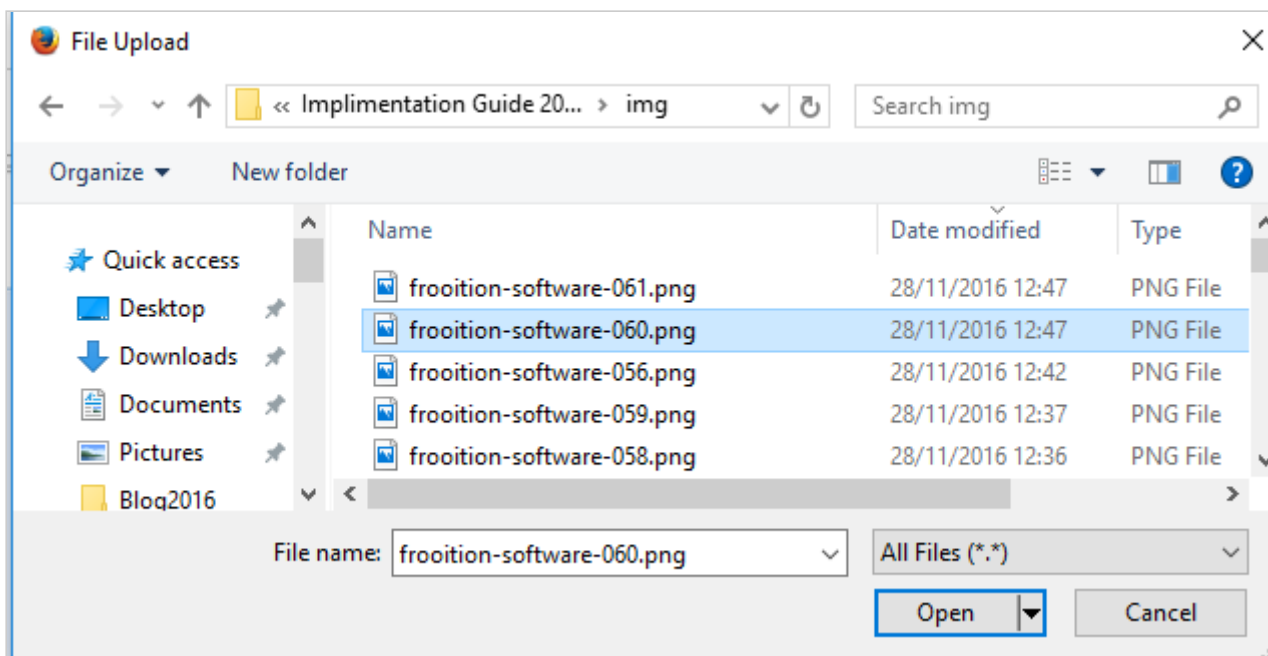 File Upload
« Implimentation Guide 20... › img
Search img
Organize
New folder
Name Date modified Type
Quick access
Desktop
Downloads
Documents
Pictures
Blog2016
frooition-software-061.png 28/11/2016 12:47 PNG File
frooition-software-060.png 28/11/2016 12:47 PNG File
frooition-software-056.png 28/11/2016 12:42 PNG File
frooition-software-059.png 28/11/2016 12:37 PNG File
frooition-software-058.png 28/11/2016 12:36 PNG File
File name: frooition-software-060.png
All Files (*.*)
Open
Cancel